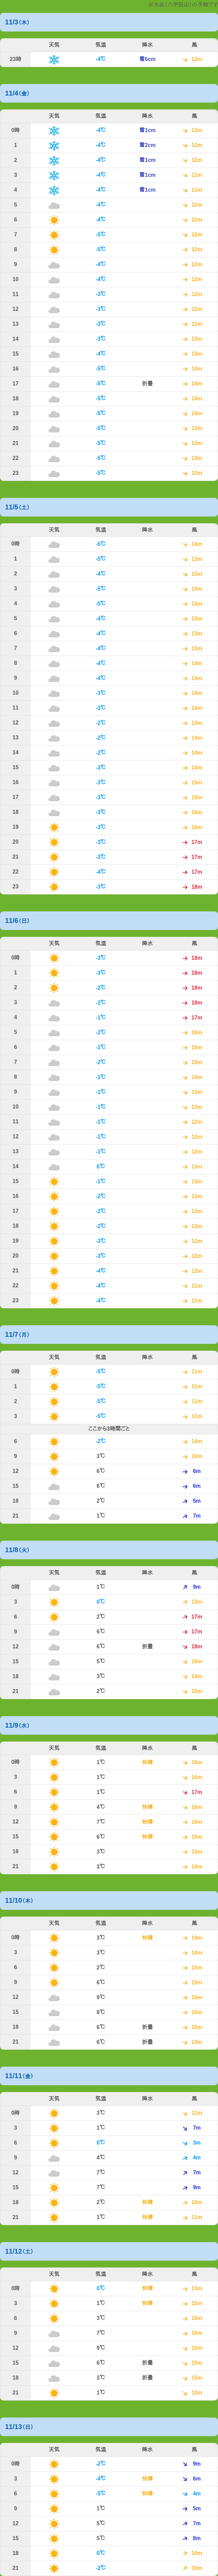 ※大岳(八甲田山)の予報です
11/3(木)
天気 気温 降水 風
23時 -4℃ 雪6cm 12m
11/4(金)
天気 気温 降水 風
0時 -4℃ 雪1cm 13m
1 -4℃ 雪2cm 12m
2 -4℃ 雪1cm 12m
3 -4℃ 雪1cm 11m
4 -4℃ 雪1cm 11m
5 -4℃ 12m
6 -4℃ 12m
7 -5℃ 12m
8 -5℃ 12m
9 -4℃ 12m
10 -4℃ 12m
11 -3℃ 12m
12 -3℃ 12m
13 -3℃ 13m
14 -3℃ 13m
15 -4℃ 13m
16 -5℃ 13m
17 -5℃ 折畳 14m
18 -5℃ 14m
19 -5℃ 14m
20 -5℃ 13m
21 -5℃ 13m
22 -5℃ 12m
23 -5℃ 12m
11/5(土)
天気 気温 降水 風
0時 -5℃ 14m
1 -5℃ 13m
2 -4℃ 13m
3 -5℃ 13m
4 -5℃ 13m
5 -4℃ 13m
6 -4℃ 13m
7 -4℃ 13m
8 -4℃ 14m
9 -4℃ 14m
10 -3℃ 14m
11 -3℃ 14m
12 -2℃ 13m
13 -2℃ 14m
14 -2℃ 14m
15 -3℃ 14m
16 -3℃ 15m
17 -3℃ 15m
18 -3℃ 16m
19 -3℃ 16m
20 -3℃ 17m
21 -3℃ 17m
22 -4℃ 17m
23 -3℃ 18m
11/6(日)
天気 気温 降水 風
0時 -3℃ 18m
1 -3℃ 18m
2 -2℃ 18m
3 -2℃ 18m
4 -1℃ 17m
5 -2℃ 16m
6 -1℃ 15m
7 -2℃ 15m
8 -1℃ 14m
9 -1℃ 13m
10 -1℃ 13m
11 -1℃ 12m
12 -1℃ 12m
13 -1℃ 12m
14 0℃ 13m
15 -1℃ 13m
16 -2℃ 13m
17 -2℃ 13m
18 -2℃ 13m
19 -3℃ 12m
20 -3℃ 12m
21 -4℃ 12m
22 -4℃ 11m
23 -4℃ 11m
11/7(月)
天気 気温 降水 風
0時 -5℃ 11m
1 -5℃ 11m
2 -5℃ 11m
3 -5℃ 11m
ここから3時間ごと
6 -2℃ 14m
9 3℃ 10m
12 6℃ 6m
15 6℃ 6m
18 2℃ 5m
21 1℃ 7m
11/8(火)
天気 気温 降水 風
0時 1℃ 9m
3 0℃ 13m
6 2℃ 17m
9 6℃ 17m
12 6℃ 折畳 18m
15 5℃ 16m
18 3℃ 14m
21 2℃ 15m
11/9(水)
天気 気温 降水 風
0時 1℃ 快晴 16m
3 1℃ 16m
6 1℃ 17m
9 4℃ 快晴 16m
12 7℃ 快晴 16m
15 6℃ 快晴 15m
18 3℃ 13m
21 3℃ 14m
11/10(木)
天気 気温 降水 風
0時 3℃ 快晴 14m
3 3℃ 14m
6 2℃ 15m
9 6℃ 15m
12 9℃ 15m
15 8℃ 15m
18 6℃ 折畳 15m
21 6℃ 折畳 13m
11/11(金)
天気 気温 降水 風
0時 3℃ 11m
3 1℃ 7m
6 0℃ 3m
9 4℃ 4m
12 7℃ 7m
15 7℃ 9m
18 2℃ 快晴 10m
21 1℃ 快晴 11m
11/12(土)
天気 気温 降水 風
0時 0℃ 快晴 13m
3 1℃ 快晴 15m
6 3℃ 16m
9 7℃ 16m
12 9℃ 15m
15 6℃ 折畳 15m
18 3℃ 折畳 15m
21 1℃ 12m
11/13(日)
天気 気温 降水 風
0時 -2℃ 9m
3 -4℃ 快晴 6m
6 -5℃ 快晴 4m
9 1℃ 5m
12 5℃ 7m
15 5℃ 8m
18 0℃ 10m
21 -2℃ 10m